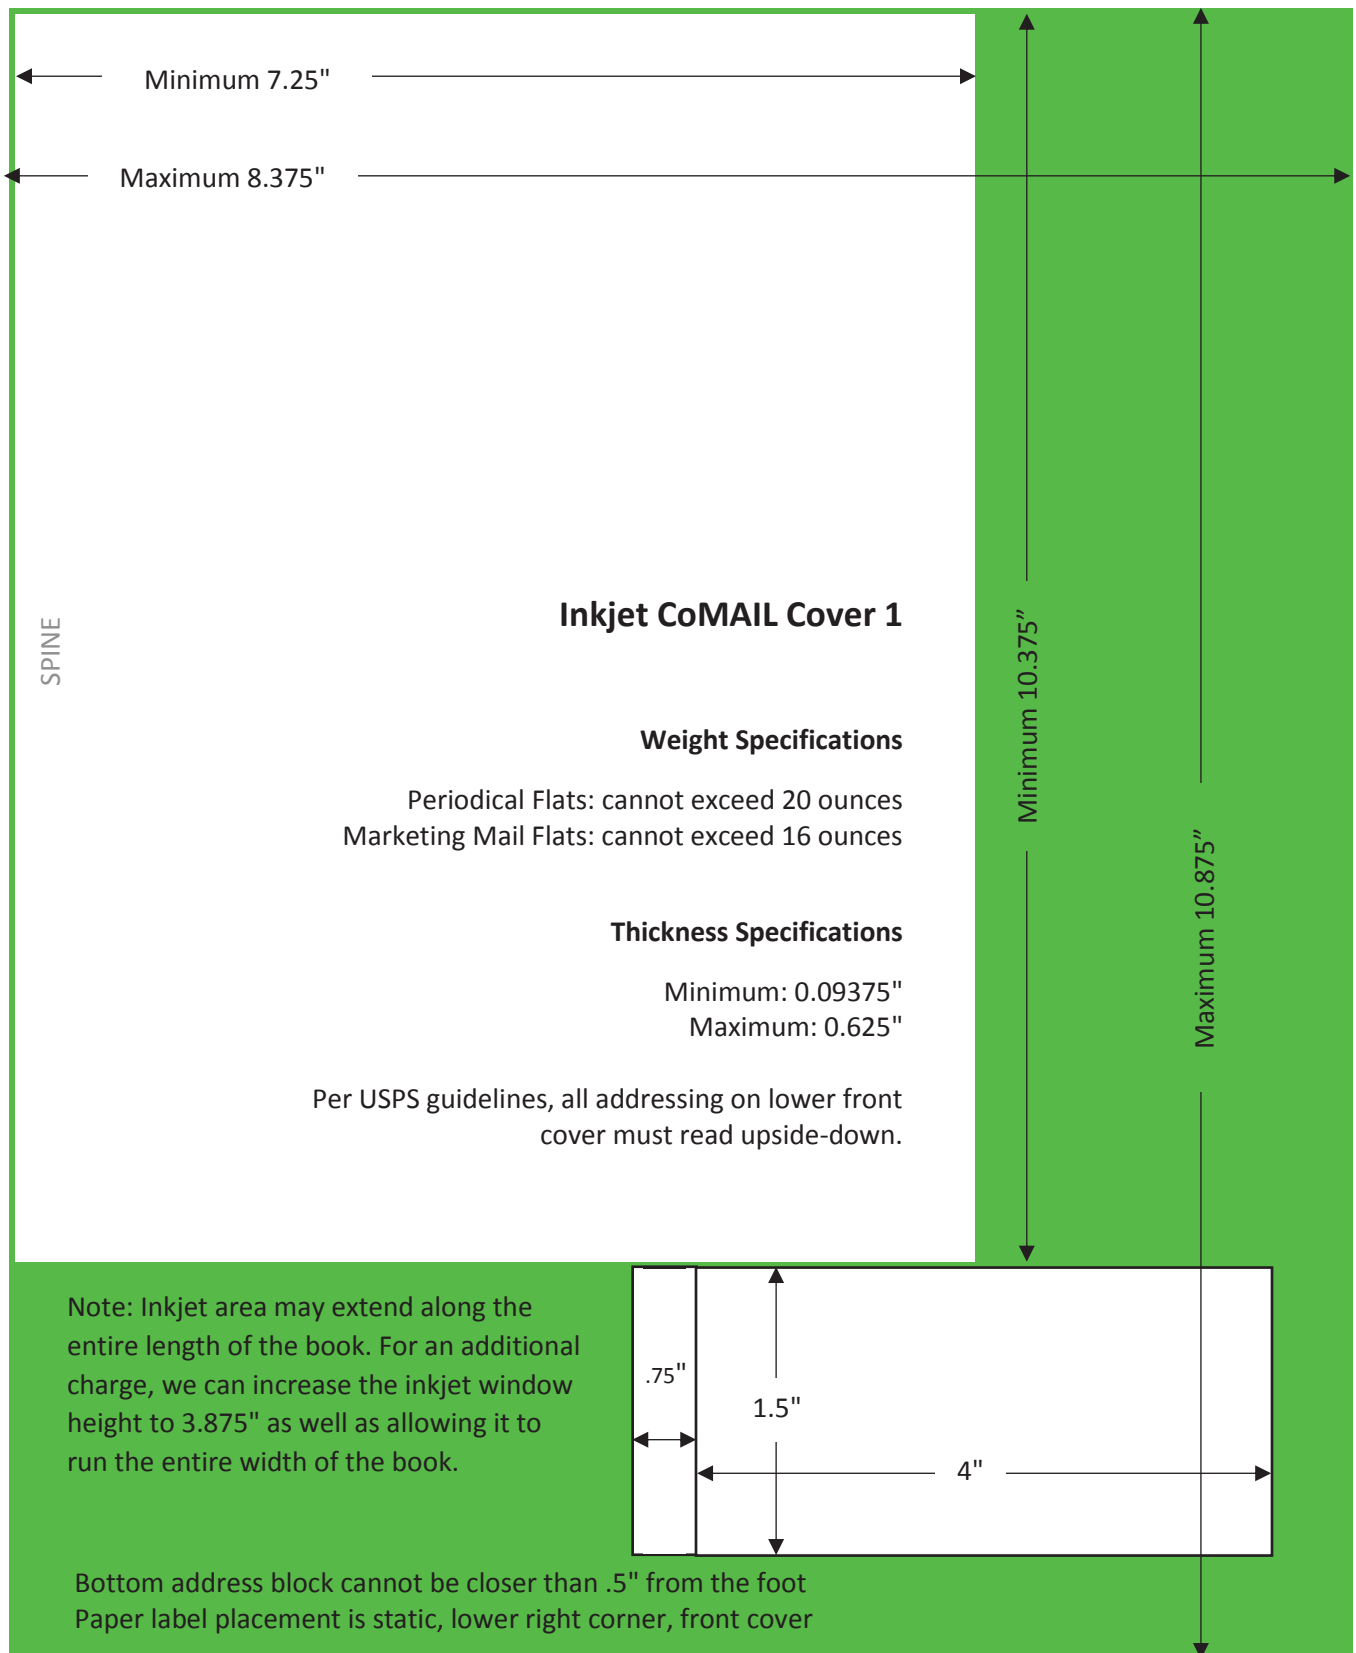 Minimum 7.25"
Maximum 8.375"
SPINE
Inkjet CoMAIL Cover 1
Weight Specifications
Periodical Flats: cannot exceed 20 ounces
Marketing Mail Flats: cannot exceed 16 ounces
Thickness Specifications
Minimum: 0.09375"
Maximum: 0.625"
Per USPS guidelines, all addressing on lower front
cover must read upside-down.
Minimum 10.375”
Maximum 10.875”
Note: Inkjet area may extend along the
entire length of the book. For an additional
charge, we can increase the inkjet window
height to 3.875" as well as allowing it to
run the entire width of the book.
.75"
1.5"
4"
Bottom address block cannot be closer than .5" from the foot
Paper label placement is static, lower right corner, front cover